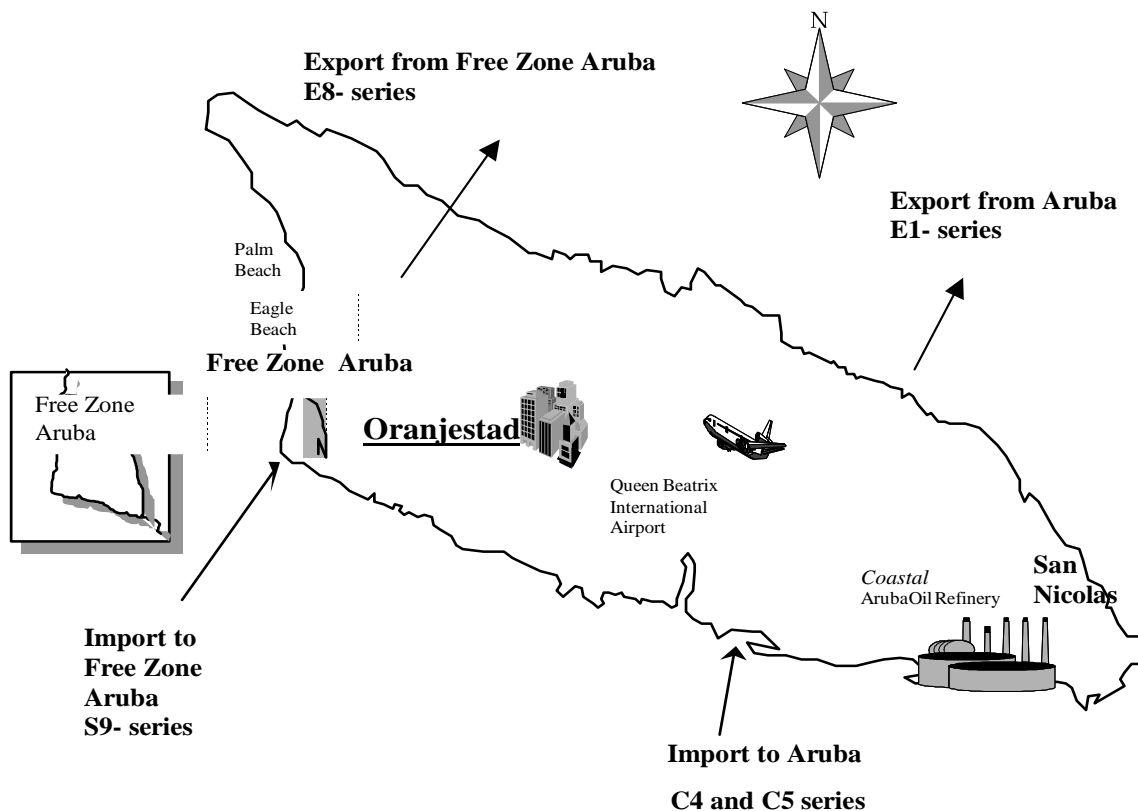 N
Export from Free Zone Aruba
E8- series
Export from Aruba
E1- series
Palm
Beach
Eagle
Beach
Free Zone Aruba
Free Zone
Aruba
Oranjestad
N
Queen Beatrix
International
Airport
Coastal
ArubaOil Refinery
San
Nicolas
Import to
Free Zone
Aruba
S9- series
Import to Aruba
C4 and C5 series